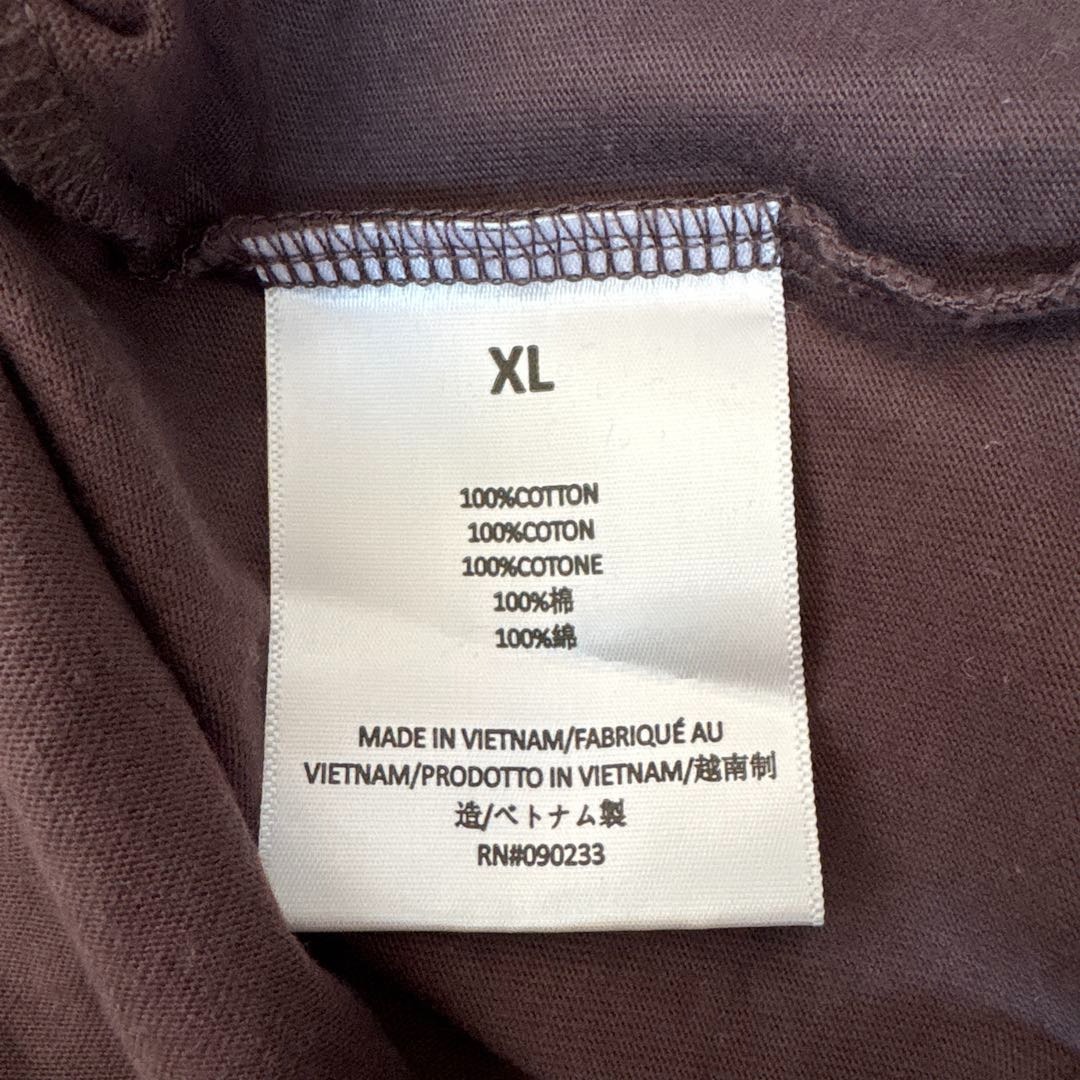 XL
100%COTTON
100%COTON
100%COTONE
100%棉
100%綿
MADE IN VIETNAM/FABRIQUÉ AU
VIETNAM/PRODOTTO IN VIETNAM/越南制
造/ベトナム製
RN#090233